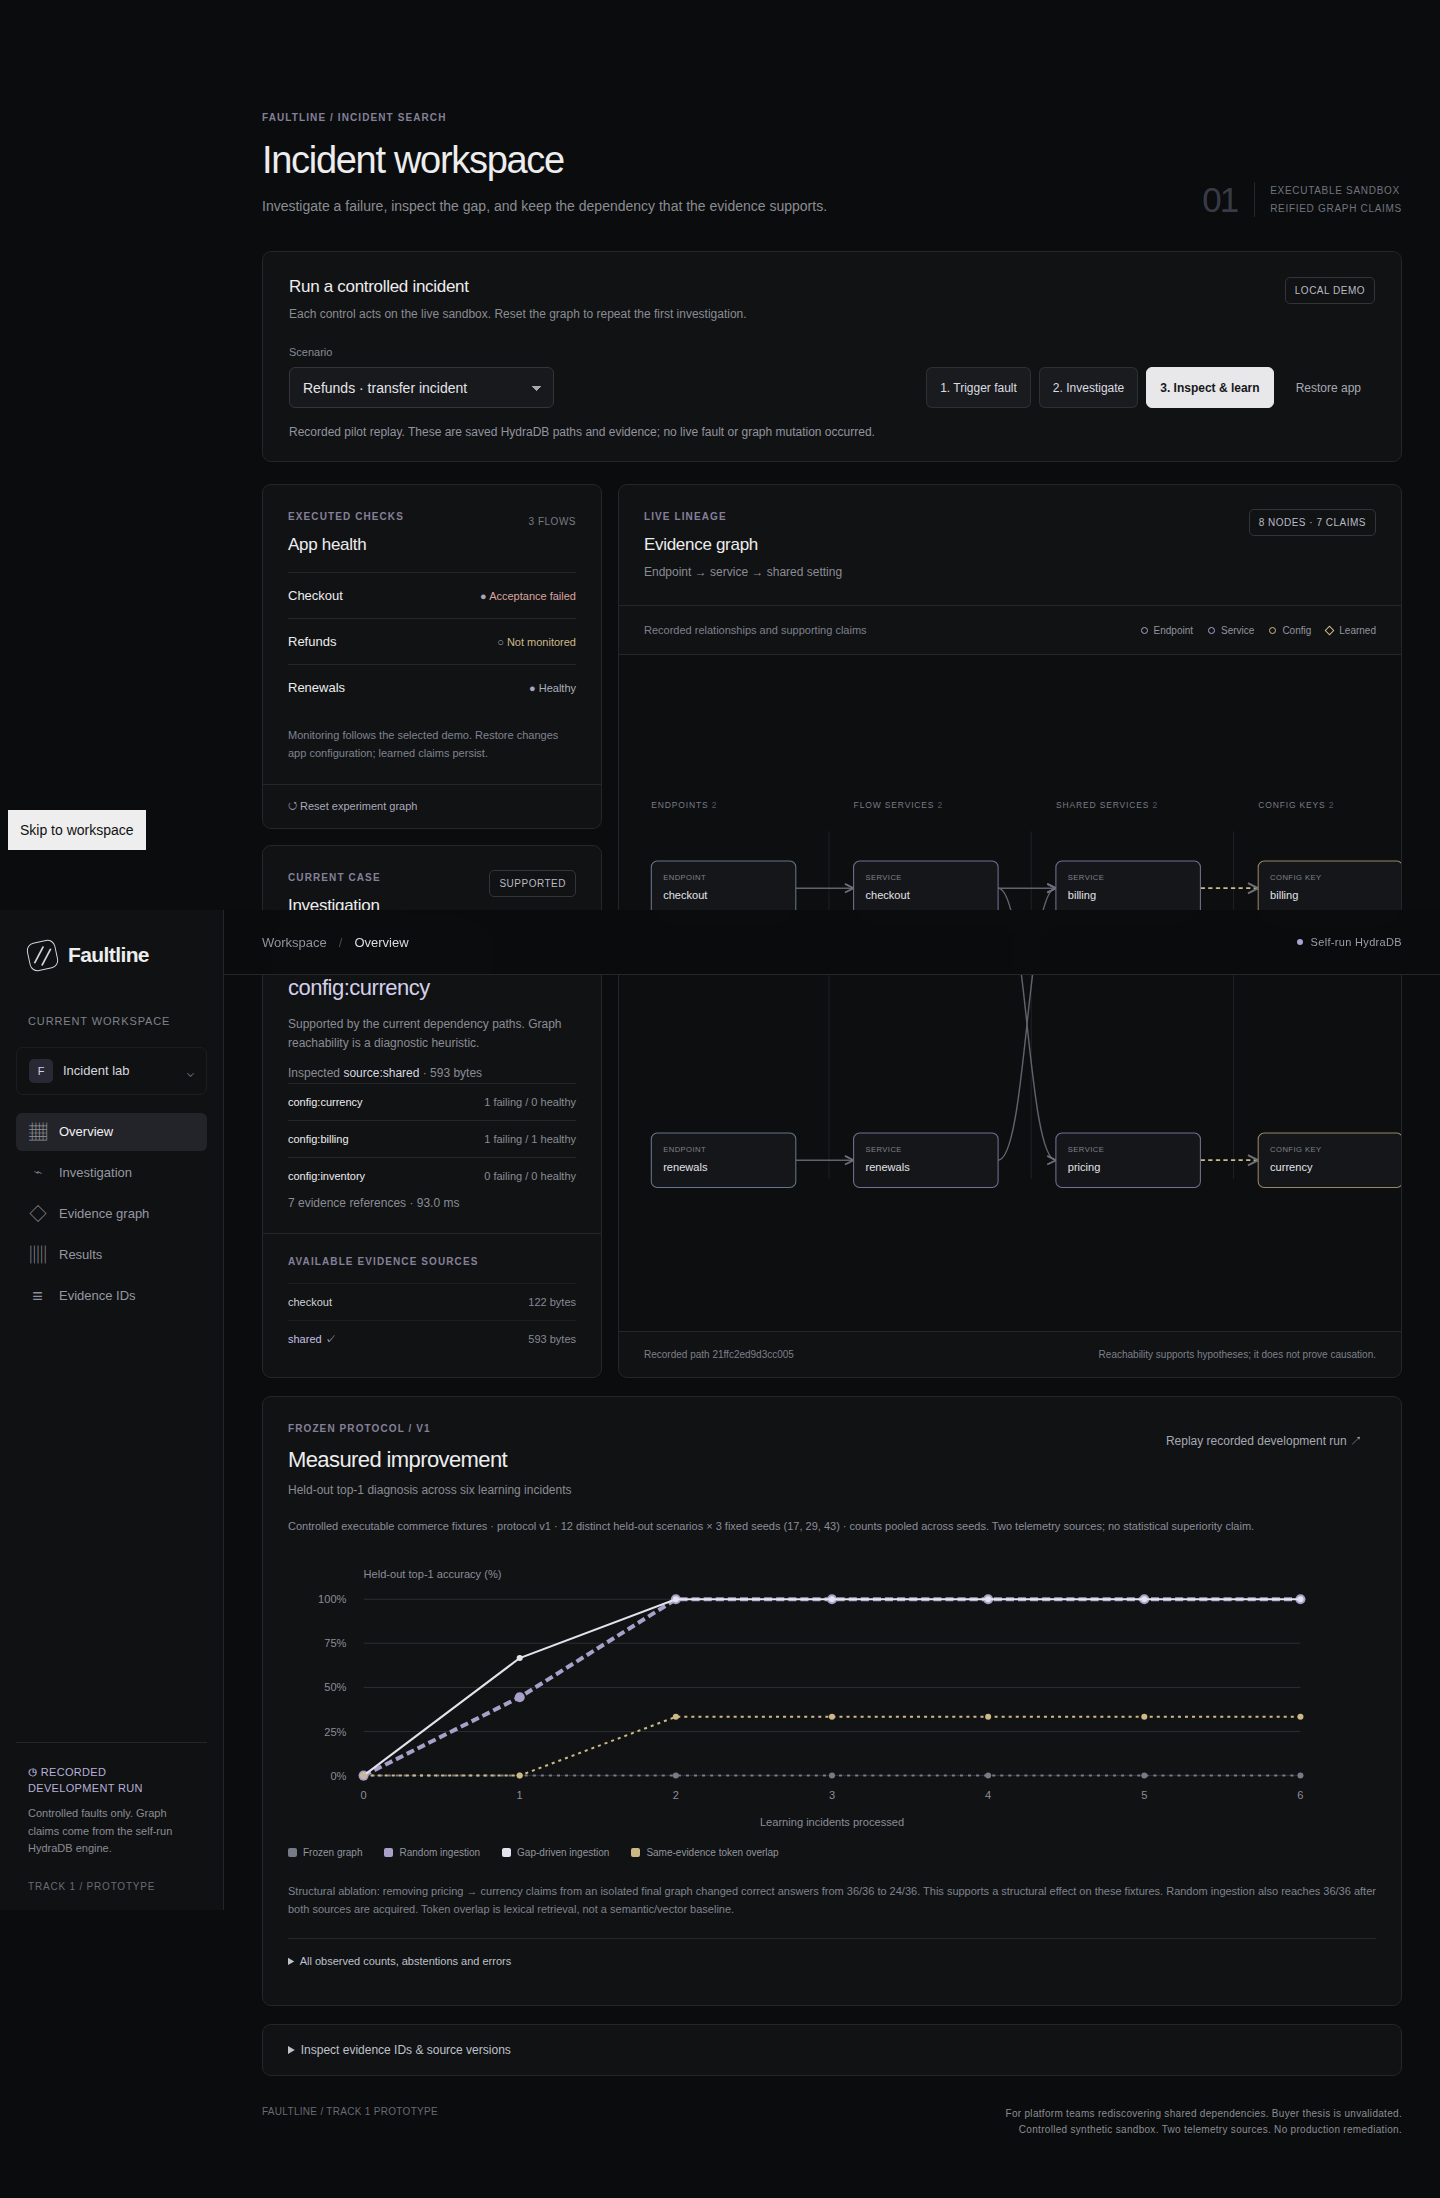 FAULTLINE / INCIDENT SEARCH
Incident workspace
Investigate a failure, inspect the gap, and keep the dependency that the evidence supports.
01
EXECUTABLE SANDBOX
REIFIED GRAPH CLAIMS
Run a controlled incident
LOCAL DEMO
Each control acts on the live sandbox. Reset the graph to repeat the first investigation.
Scenario
Refunds · transfer incident
1. Trigger fault
2. Investigate
3. Inspect & learn
Restore app
Recorded pilot replay. These are saved HydraDB paths and evidence; no live fault or graph mutation occurred.
EXECUTED CHECKS
3 FLOWS
App health
Checkout
● Acceptance failed
Refunds
○ Not monitored
Renewals
● Healthy
Monitoring follows the selected demo. Restore changes
app configuration; learned claims persist.
Reset experiment graph
LIVE LINEAGE
8 NODES · 7 CLAIMS
Evidence graph
Endpoint → service → shared setting
Recorded relationships and supporting claims
Endpoint
Service
Config
Learned
ENDPOINTS 2
FLOW SERVICES 2
SHARED SERVICES 2
CONFIG KEYS 2
ENDPOINT
checkout
SERVICE
checkout
SERVICE
billing
CONFIG KEY
billing
Skip to workspace
CURRENT CASE
SUPPORTED
Investigation
Faultline
Workspace / Overview
Self-run HydraDB
CURRENT WORKSPACE
F
Incident lab
Overview
Investigation
Evidence graph
Results
Evidence IDs
config:currency
Supported by the current dependency paths. Graph
reachability is a diagnostic heuristic.
Inspected source:shared · 593 bytes
config:currency
1 failing / 0 healthy
config:billing
1 failing / 1 healthy
config:inventory
0 failing / 0 healthy
7 evidence references · 93.0 ms
AVAILABLE EVIDENCE SOURCES
checkout
122 bytes
shared ✓
593 bytes
ENDPOINT
renewals
SERVICE
renewals
SERVICE
pricing
CONFIG KEY
currency
Recorded path 21ffc2ed9d3cc005
Reachability supports hypotheses; it does not prove causation.
FROZEN PROTOCOL / V1
Measured improvement
Replay recorded development run ↗
Held-out top-1 diagnosis across six learning incidents
Controlled executable commerce fixtures · protocol v1 · 12 distinct held-out scenarios × 3 fixed seeds (17, 29, 43) · counts pooled across seeds. Two telemetry sources; no statistical superiority claim.
Held-out top-1 accuracy (%)
100%
75%
50%
25%
0%
0 1 2 3 4 5 6
Learning incidents processed
Frozen graph
Random ingestion
Gap-driven ingestion
Same-evidence token overlap
Structural ablation: removing pricing → currency claims from an isolated final graph changed correct answers from 36/36 to 24/36. This supports a structural effect on these fixtures. Random ingestion also reaches 36/36 after
both sources are acquired. Token overlap is lexical retrieval, not a semantic/vector baseline.
All observed counts, abstentions and errors
RECORDED
DEVELOPMENT RUN
Controlled faults only. Graph
claims come from the self-run
HydraDB engine.
TRACK 1 / PROTOTYPE
Inspect evidence IDs & source versions
FAULTLINE / TRACK 1 PROTOTYPE
For platform teams rediscovering shared dependencies. Buyer thesis is unvalidated.
Controlled synthetic sandbox. Two telemetry sources. No production remediation.